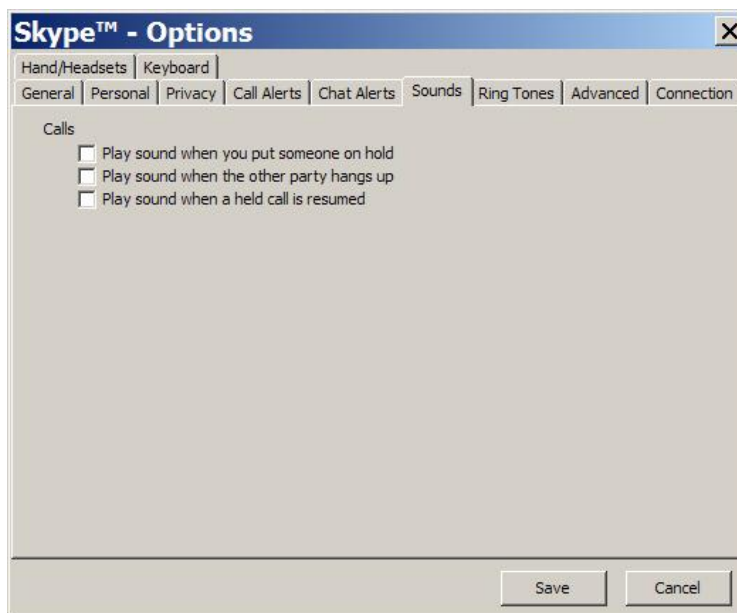 Skype™ - Options
Hand/Headsets Keyboard
General Personal Privacy Call Alerts Chat Alerts Sounds Ring Tones Advanced Connection
Calls
Play sound when you put someone on hold
Play sound when the other party hangs up
Play sound when a held call is resumed
Save Cancel